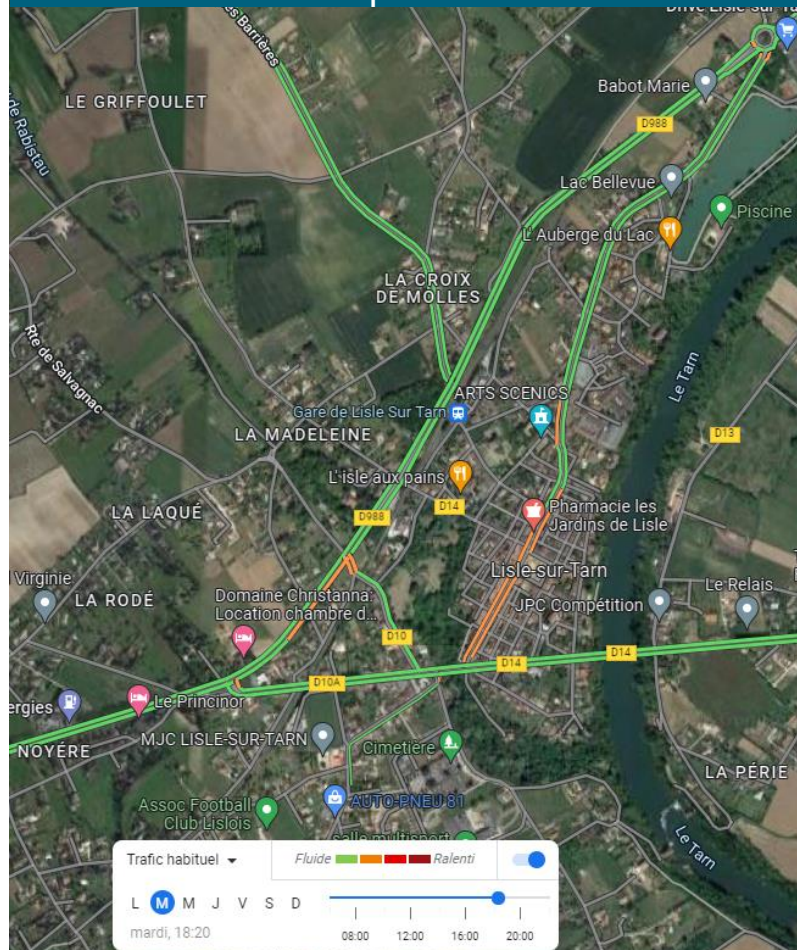 Drive Lisle-sur-Ta
es Barrières
LE GRIFFOULET
Babot Marie
de Rabistau
D988
Lac Bellevue
Piscine
L'Auberge du Lac
LA CROIX
DE MOLLES
Le Tarn
Rte de Salvagnac
ARTS SCENICS
Gare de Lisle Sur Tarn
LA MADELEINE
D13
L'isle aux pains
D14
Pharmacie les
Jardins de Lisle
LA LAQUÉ
D988
Lisle-sur-Tarn
Virginie
LA RODÉ
Domaine Christanna:
Location chambre d...
Le Relais
JPC Compétition
D10
D14
D14
D10A
ergies
Le Princinor
NOYÉRE
MJC LISLE-SUR-TARN
Cimetière
LA PÉRIE
Assoc Football
Club Lislois
AUTO-PNEU 81
salle multisport
Le Tarn
Trafic habituel
Fluide
Ralenti
L M M J V S D
mardi, 18:20
08:00 12:00 16:00 20:00